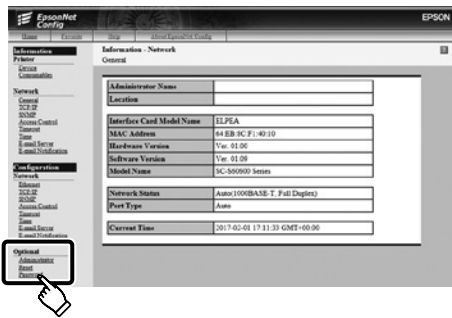 EpsonNet
Config
EPSON
Home Favorite Help About EpsonNet Config
Information
Printer
Device
Consumables
Network
General
TCP/IP
SNMP
Access Control
Timeout
Time
E-mail Server
E-mail Notification
Configuration
Network
Ethernet
TCP/IP
SNMP
Access Control
Timeout
Time
E-mail Server
E-mail Notification
Optional
Administrator
Reset
Password
Information - Network
General
Administrator Name
Location
Interface Card Model Name ELPEA
MAC Address 64:EB:8C:F1:40:10
Hardware Version Ver. 01.00
Software Version Ver. 01.09
Model Name SC-S60600 Series
Network Status Auto(1000BASE-T, Full Duplex)
Port Type Auto
Current Time 2017-02-01 17:11:33 GMT+00:00